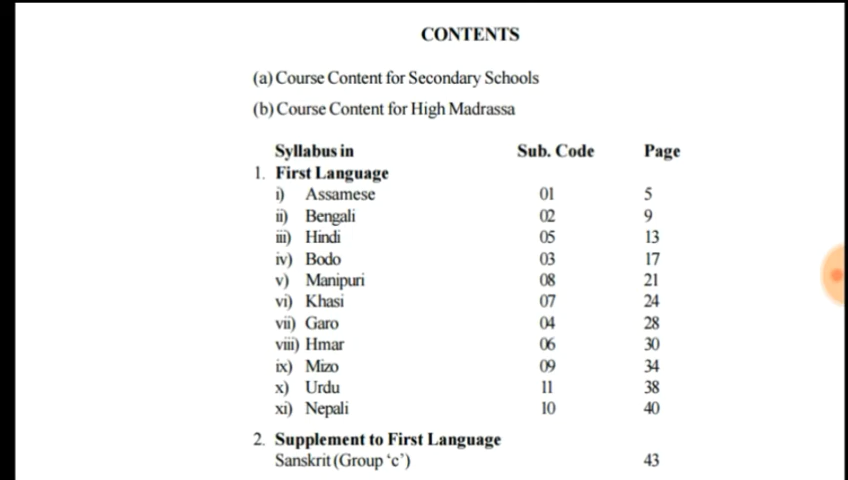 CONTENTS
(a) Course Content for Secondary Schools
(b) Course Content for High Madrassa
Syllabus in Sub. Code Page
1. First Language
i) Assamese 01 5
ii) Bengali 02 9
iii) Hindi 05 13
iv) Bodo 03 17
v) Manipuri 08 21
vi) Khasi 07 24
vii) Garo 04 28
viii) Hmar 06 30
ix) Mizo 09 34
x) Urdu 11 38
xi) Nepali 10 40
2. Supplement to First Language
Sanskrit (Group ‘c’) 43